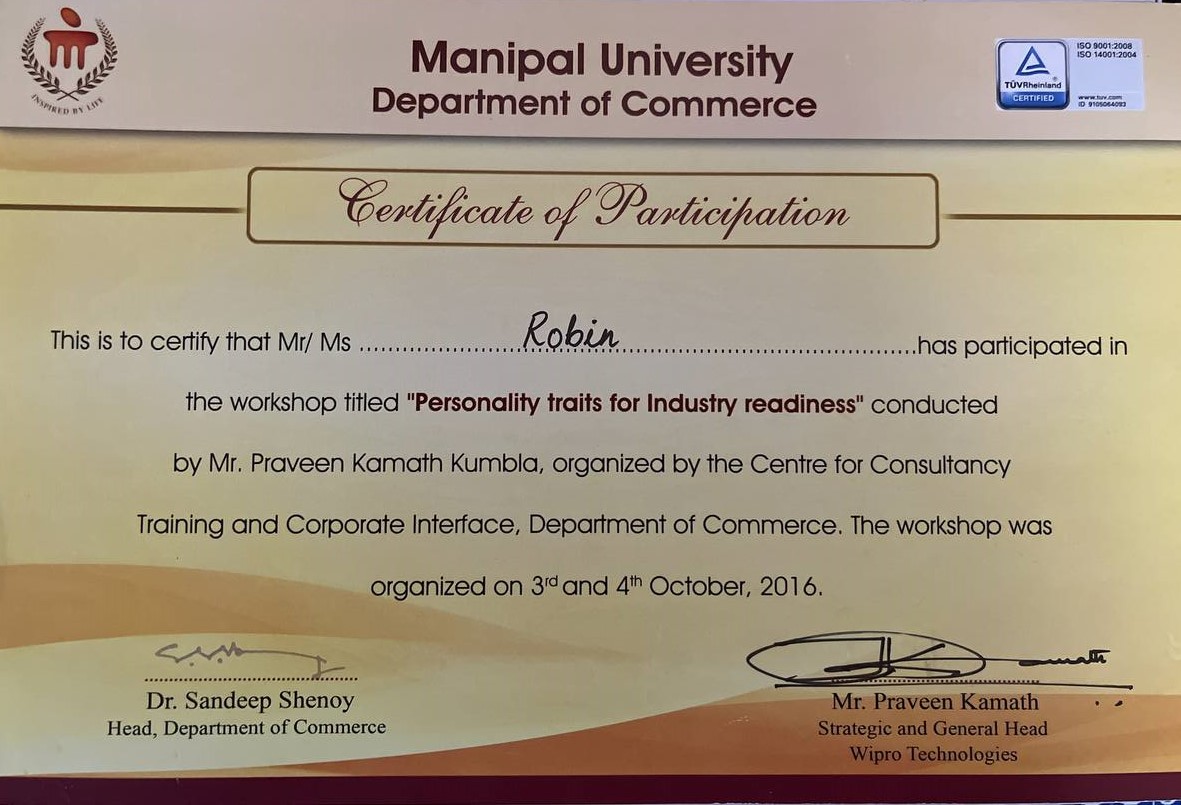 INSPIRED BY LIFE
Manipal University
Department of Commerce
TÜVRheinland®
CERTIFIED
ISO 9001:2008
ISO 14001:2004
www.tuv.com
ID 9105064093
Certificate of Participation
This is to certify that Mr/ Ms .......................... Robin ..................................................has participated in
the workshop titled "Personality traits for Industry readiness" conducted
by Mr. Praveen Kamath Kumbla, organized by the Centre for Consultancy
Training and Corporate Interface, Department of Commerce. The workshop was
organized on 3rd and 4th October, 2016.
Dr. Sandeep Shenoy
Head, Department of Commerce
Mr. Praveen Kamath
Strategic and General Head
Wipro Technologies